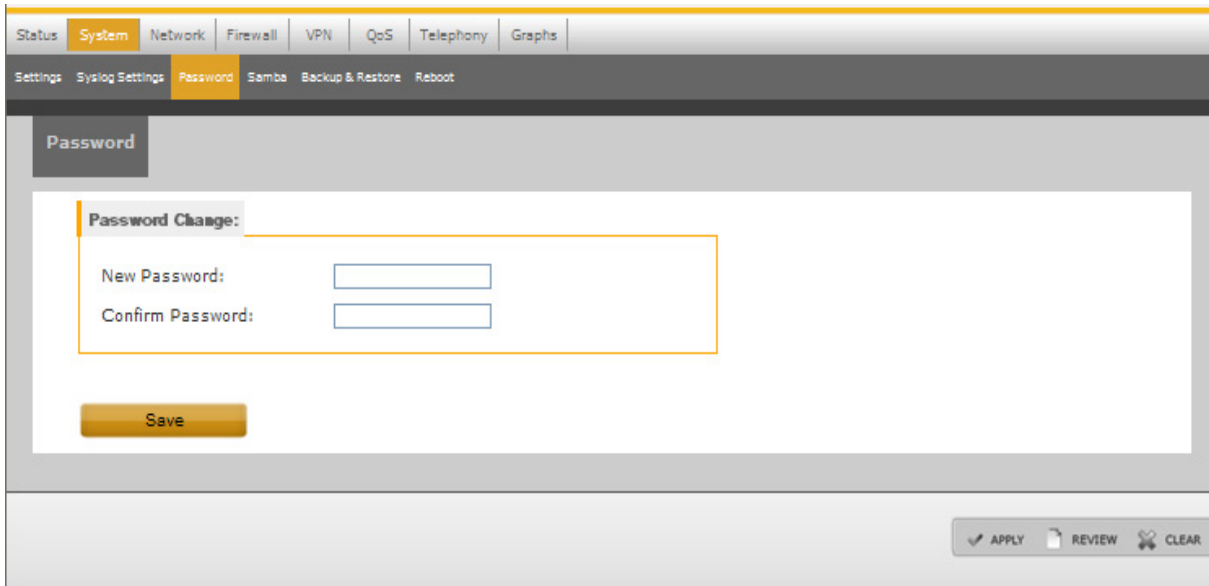 Status System Network Firewall VPN QoS Telephony Graphs
Settings Syslog Settings Password Samba Backup & Restore Reboot
Password
Password Change:
New Password:
Confirm Password:
Save
APPLY REVIEW CLEAR